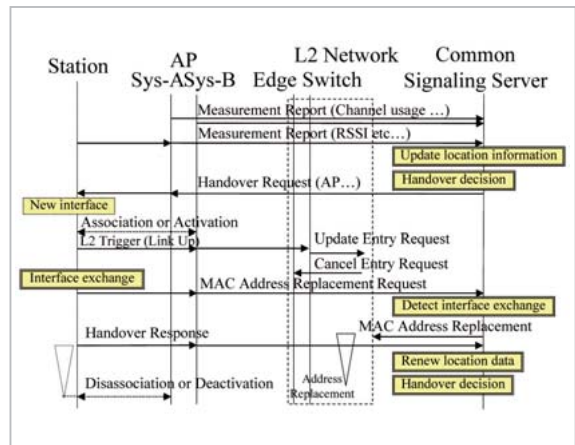 AP
L2 Network
Common
Station
Sys-ASys-B
Edge Switch
Signaling Server
Measurement Report (Channel usage ...)
Measurement Report (RSSI etc...)
Update location information
Handover Request (AP...)
Handover decision
New interface
Association or Activation
L2 Trigger (Link Up)
Update Entry Request
Cancel Entry Request
Interface exchange
MAC Address Replacement Request
Detect interface exchange
Handover Response
MAC Address Replacement
Renew location data
Disassociation or Deactivation
Address
Replacement
Handover decision